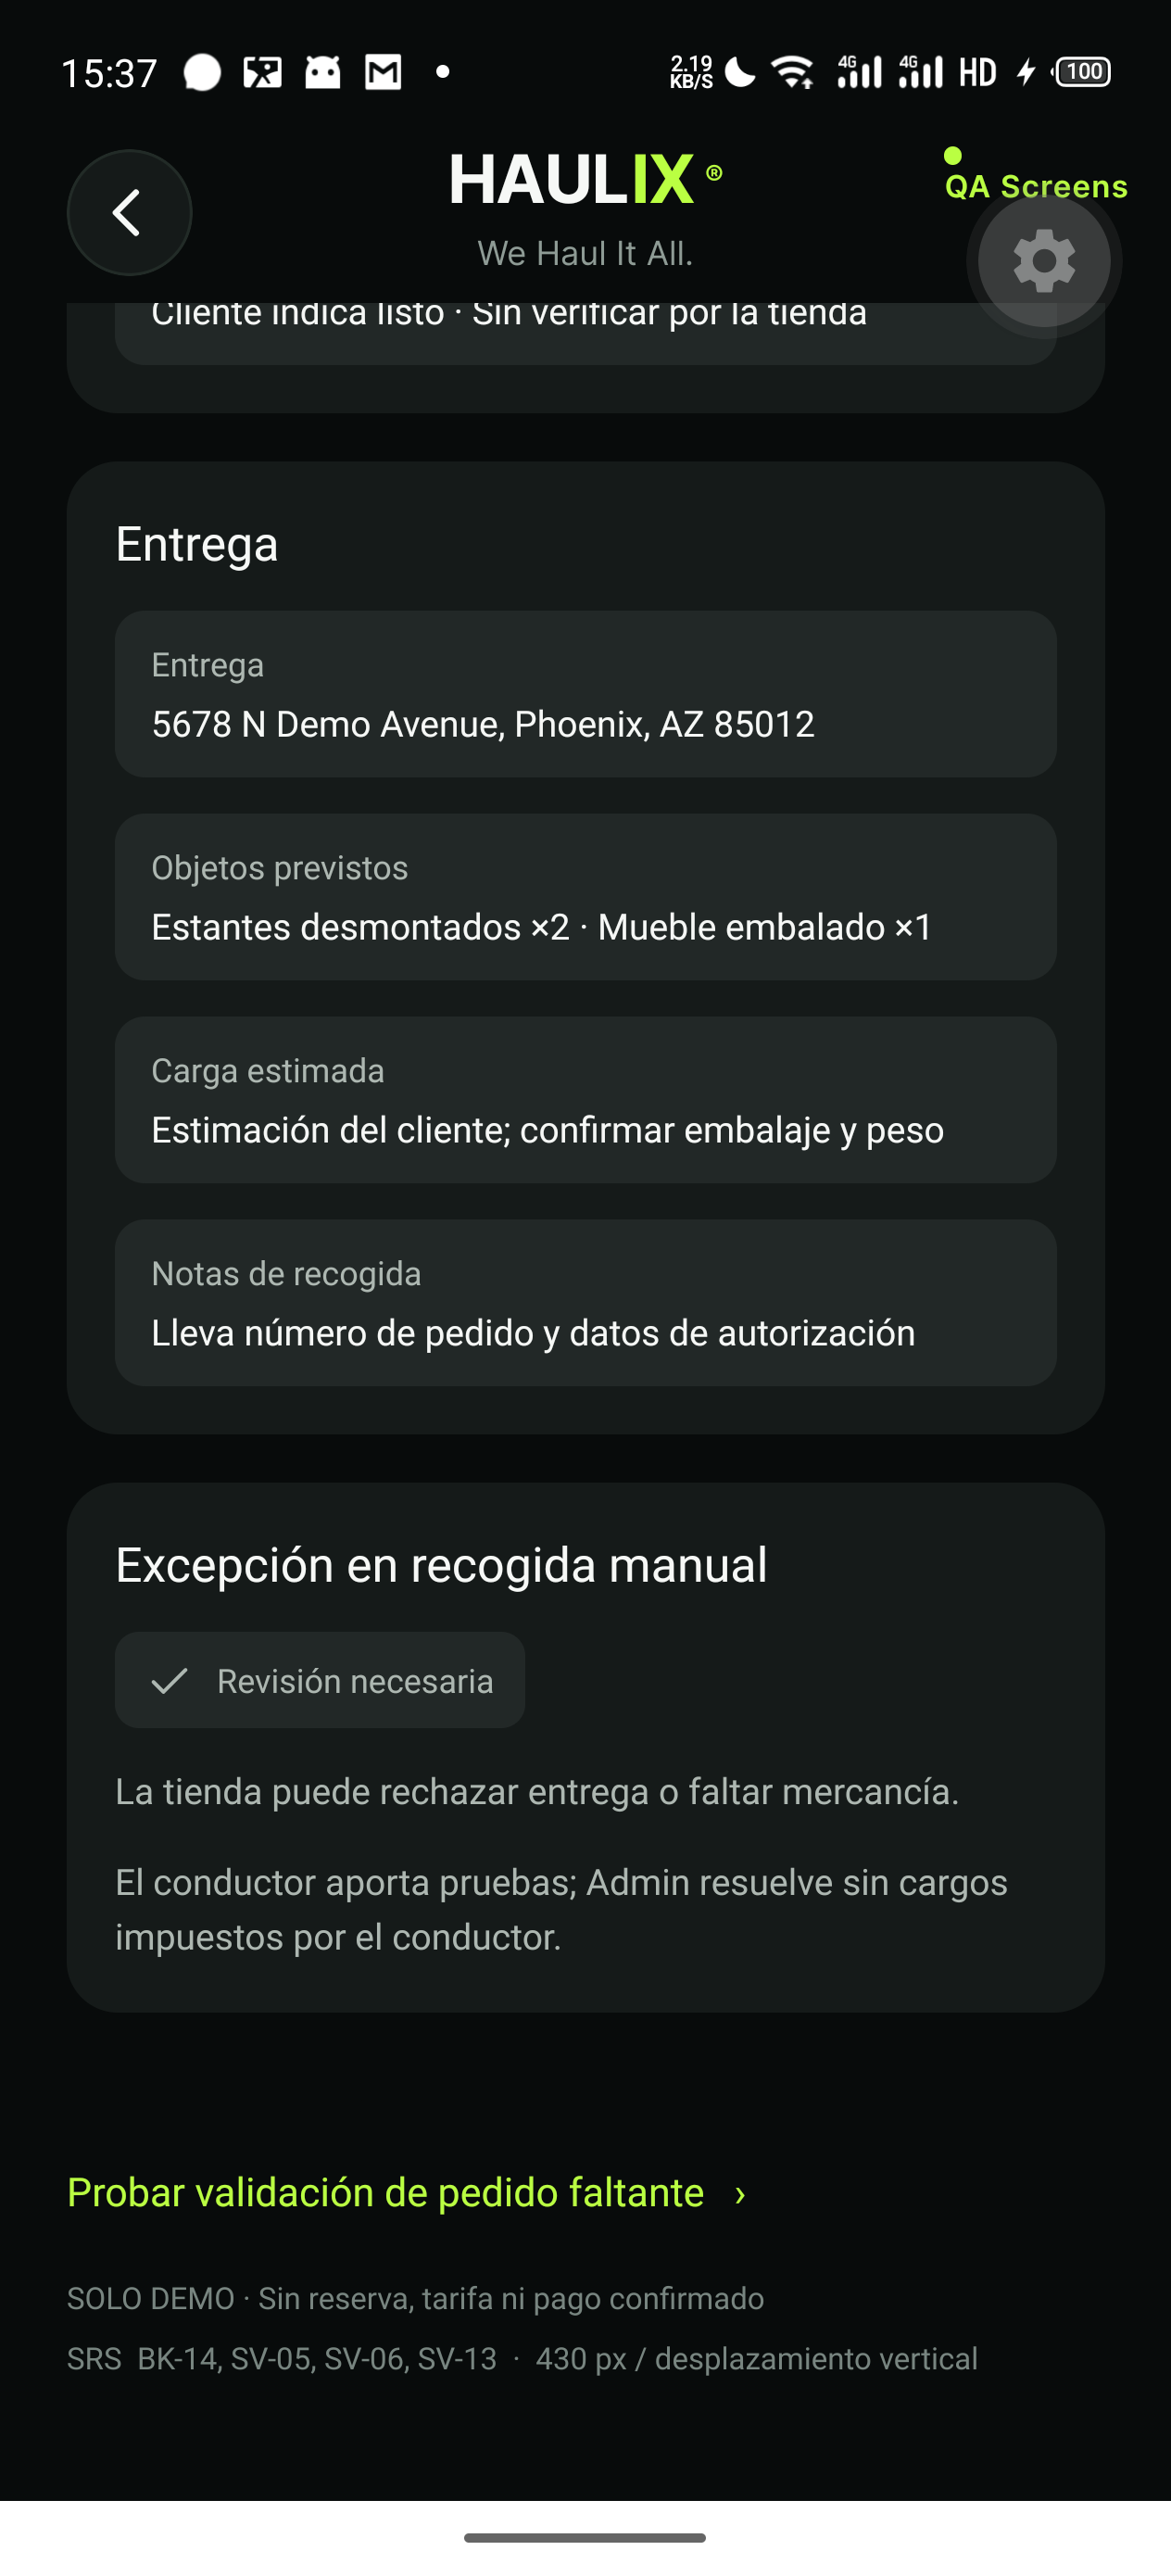 15:37
2.19 KB/S
4G 4G HD 100
HAULIX®
QA Screens
We Haul It All.
Cliente indica listo · Sin verificar por la tienda
Entrega
Entrega
5678 N Demo Avenue, Phoenix, AZ 85012
Objetos previstos
Estantes desmontados ×2 · Mueble embalado ×1
Carga estimada
Estimación del cliente; confirmar embalaje y peso
Notas de recogida
Lleva número de pedido y datos de autorización
Excepción en recogida manual
Revisión necesaria
La tienda puede rechazar entrega o faltar mercancía.
El conductor aporta pruebas; Admin resuelve sin cargos
impuestos por el conductor.
Probar validación de pedido faltante ›
SOLO DEMO · Sin reserva, tarifa ni pago confirmado
SRS BK-14, SV-05, SV-06, SV-13 · 430 px / desplazamiento vertical